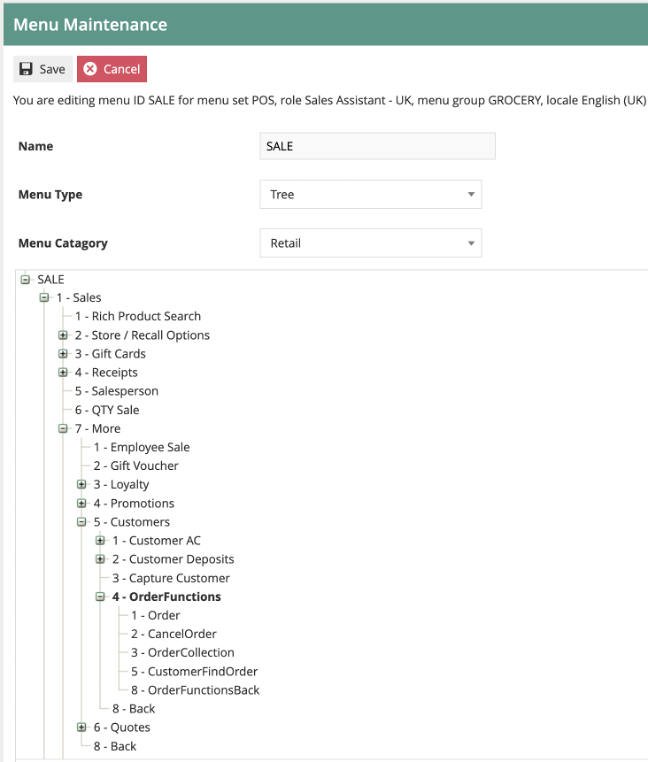 Menu Maintenance
Save Cancel
You are editing menu ID SALE for menu set POS, role Sales Assistant - UK, menu group GROCERY, locale English (UK)
Name SALE
Menu Type Tree
Menu Catagory Retail
SALE
1 - Sales
1 - Rich Product Search
2 - Store / Recall Options
3 - Gift Cards
4 - Receipts
5 - Salesperson
6 - QTY Sale
7 - More
1 - Employee Sale
2 - Gift Voucher
3 - Loyalty
4 - Promotions
5 - Customers
1 - Customer AC
2 - Customer Deposits
3 - Capture Customer
4 - OrderFunctions
1 - Order
2 - CancelOrder
3 - OrderCollection
5 - CustomerFindOrder
8 - OrderFunctionsBack
8 - Back
6 - Quotes
8 - Back